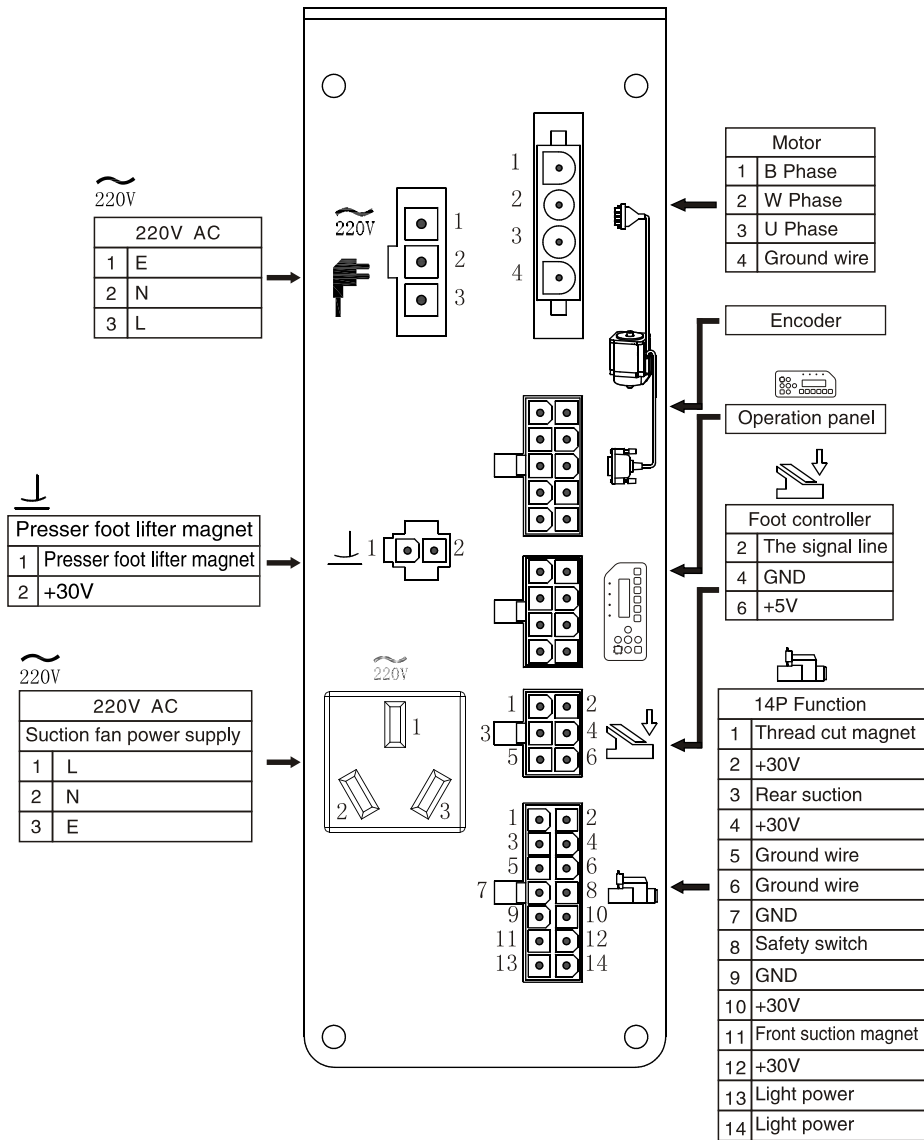 220V
220V AC
1 E
2 N
3 L
Presser foot lifter magnet
1 Presser foot lifter magnet
2 +30V
220V
220V AC
Suction fan power supply
1 L
2 N
3 E
220V
1
2
3
1
2
3
4
1 2
220V
1
2 3
1 2
3 4
5 6
1 2
3 4
5 6
7 8
9 10
11 12
13 14
Motor
1 B Phase
2 W Phase
3 U Phase
4 Ground wire
Encoder
Operation panel
Foot controller
2 The signal line
4 GND
6 +5V
14P Function
1 Thread cut magnet
2 +30V
3 Rear suction
4 +30V
5 Ground wire
6 Ground wire
7 GND
8 Safety switch
9 GND
10 +30V
11 Front suction magnet
12 +30V
13 Light power
14 Light power